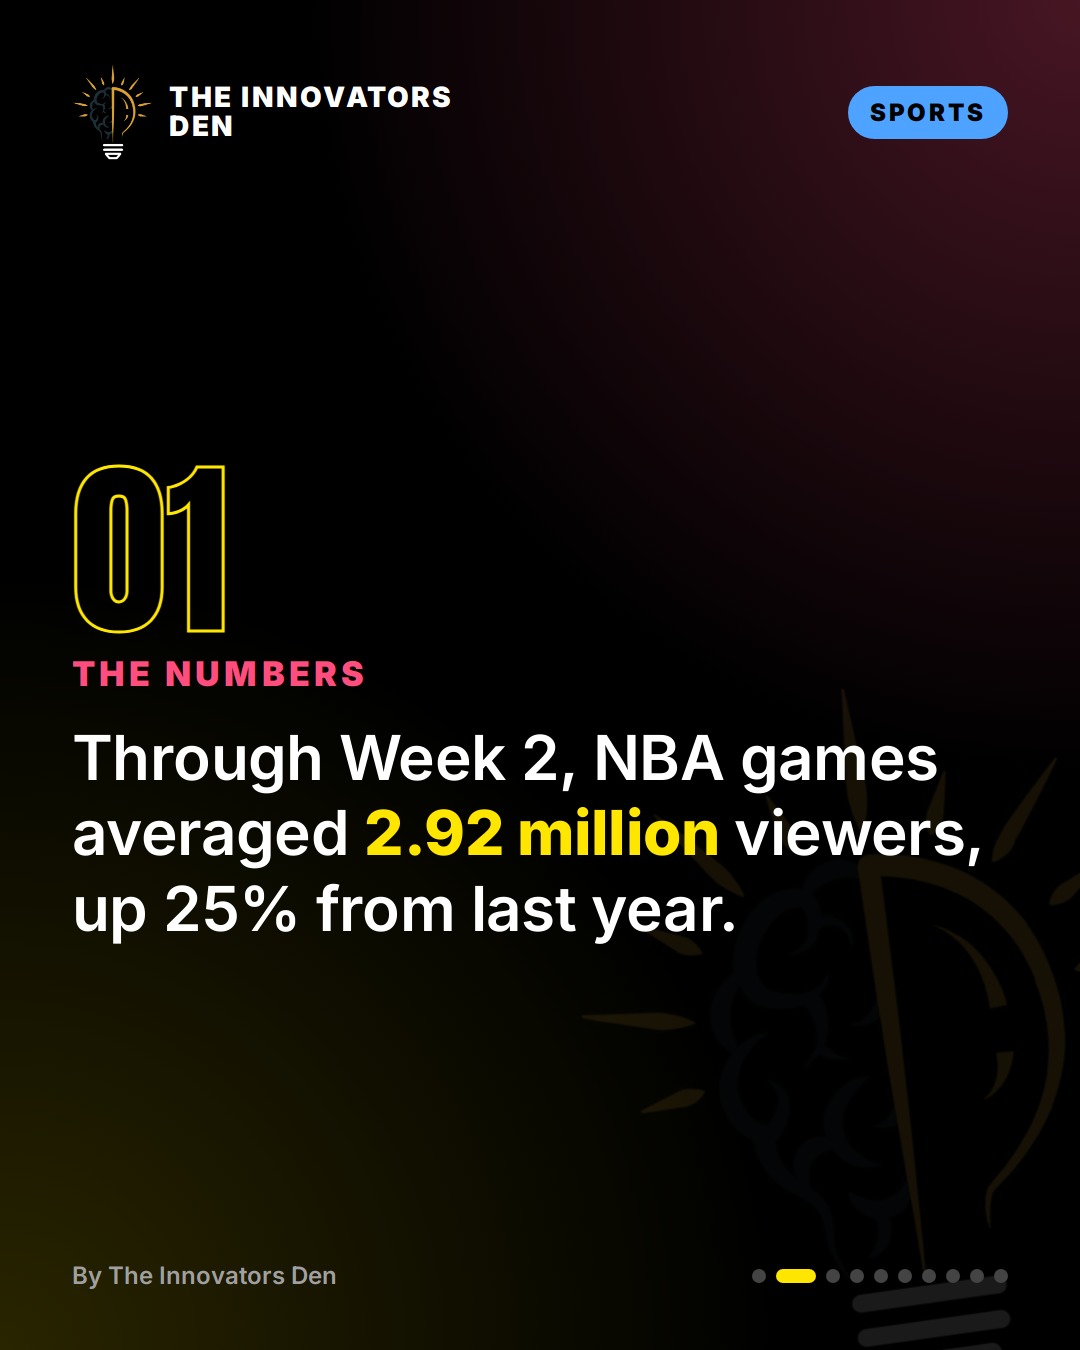 THE INNOVATORS
DEN
SPORTS
01
THE NUMBERS
Through Week 2, NBA games
averaged 2.92 million viewers,
up 25% from last year.
By The Innovators Den